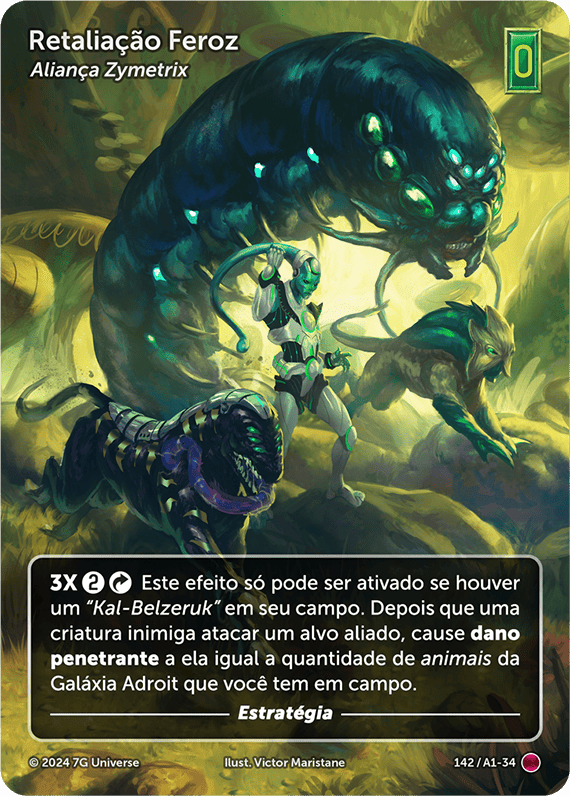 Retaliação Feroz
Aliança Zymetrix
0
3X 2 Este efeito só pode ser ativado se houver
um “Kal-Belzeruk” em seu campo. Depois que uma
criatura inimiga atacar um alvo aliado, cause dano
penetrante a ela igual a quantidade de animais da
Galáxia Adroit que você tem em campo.
Estratégia
© 2024 7G Universe Ilust. Victor Maristane 142 / A1-34